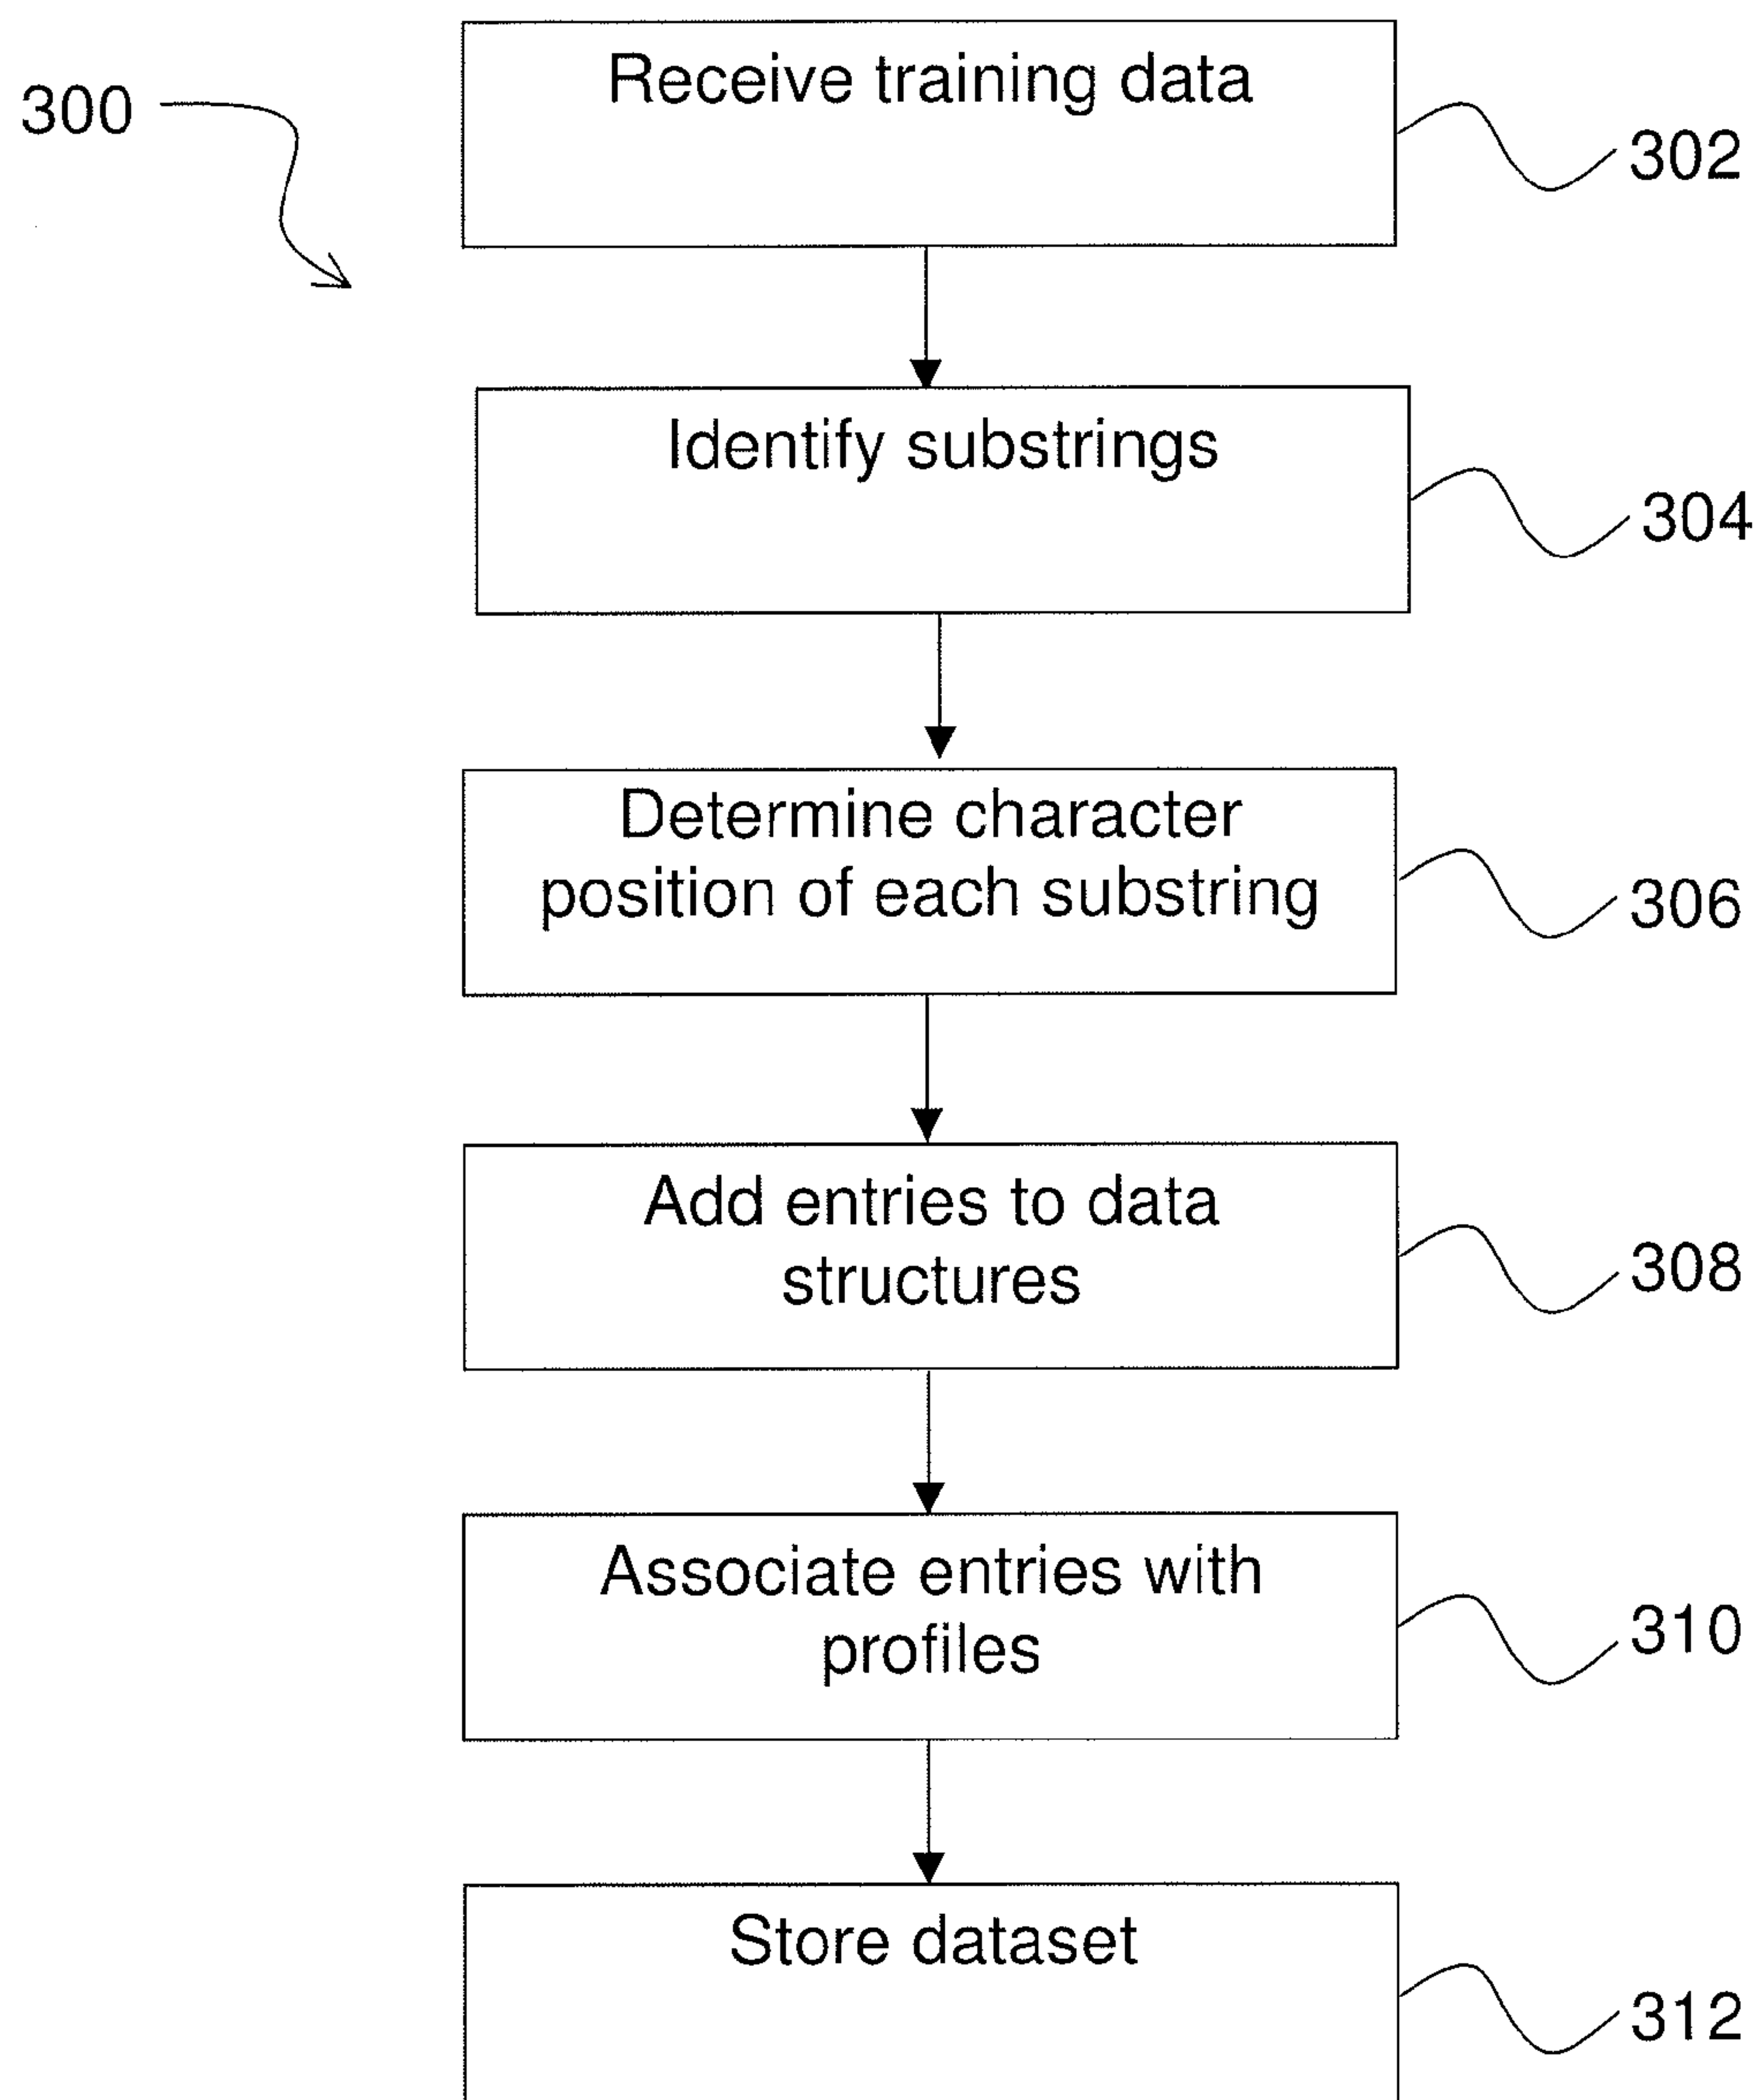 300
Receive training data
302
Identify substrings
304
Determine character
position of each substring
306
Add entries to data
structures
308
Associate entries with
profiles
310
Store dataset
312